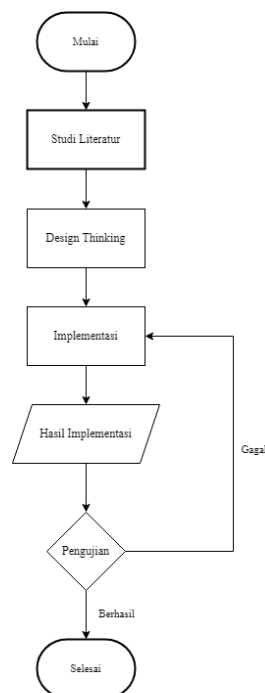 Mulai
Studi Literatur
Design Thinking
Implementasi
Hasil Implementasi
Gagal
Pengujian
Berhasil
Selesai